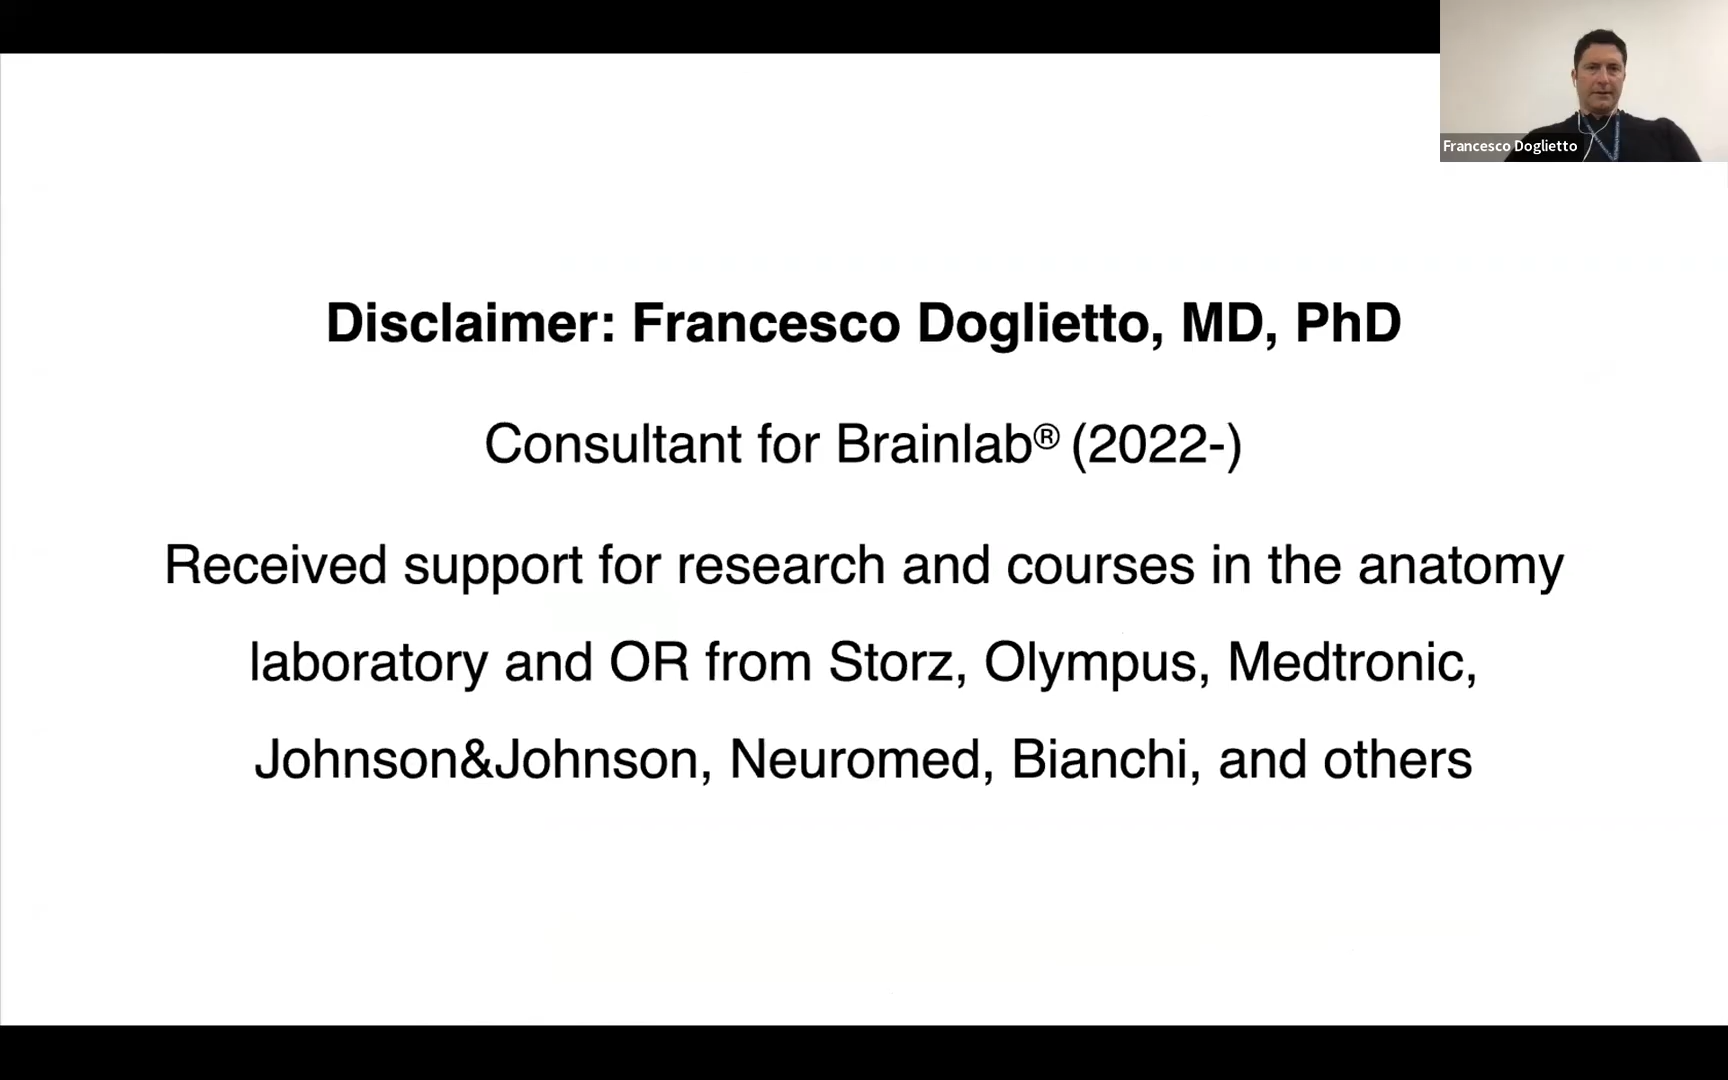 Francesco Doglietto
Disclaimer: Francesco Doglietto, MD, PhD
Consultant for Brainlab® (2022-)
Received support for research and courses in the anatomy
laboratory and OR from Storz, Olympus, Medtronic,
Johnson&Johnson, Neuromed, Bianchi, and others